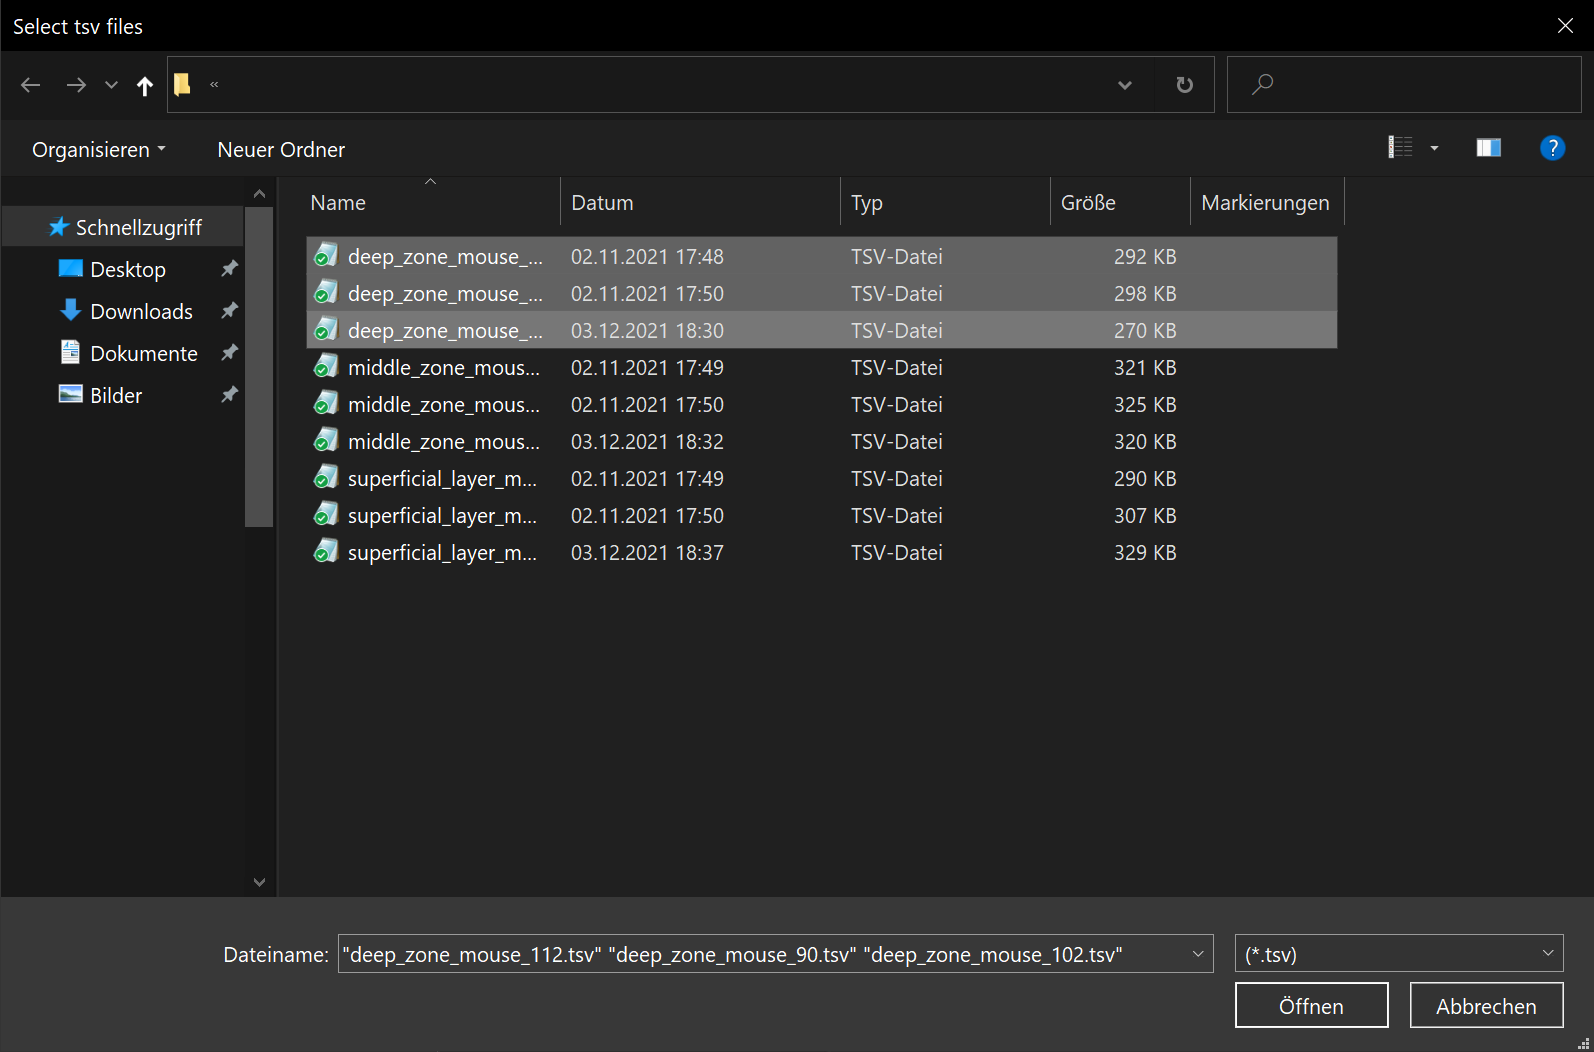 Select tsv files
«
Organisieren
Neuer Ordner
?
Schnellzugriff
Desktop
Downloads
Dokumente
Bilder
Name Datum Typ Größe Markierungen
deep_zone_mouse_... 02.11.2021 17:48 TSV-Datei 292 KB
deep_zone_mouse_... 02.11.2021 17:50 TSV-Datei 298 KB
deep_zone_mouse_... 03.12.2021 18:30 TSV-Datei 270 KB
middle_zone_mous... 02.11.2021 17:49 TSV-Datei 321 KB
middle_zone_mous... 02.11.2021 17:50 TSV-Datei 325 KB
middle_zone_mous... 03.12.2021 18:32 TSV-Datei 320 KB
superficial_layer_m... 02.11.2021 17:49 TSV-Datei 290 KB
superficial_layer_m... 02.11.2021 17:50 TSV-Datei 307 KB
superficial_layer_m... 03.12.2021 18:37 TSV-Datei 329 KB
Dateiname: "deep_zone_mouse_112.tsv" "deep_zone_mouse_90.tsv" "deep_zone_mouse_102.tsv" (*.tsv)
Öffnen Abbrechen